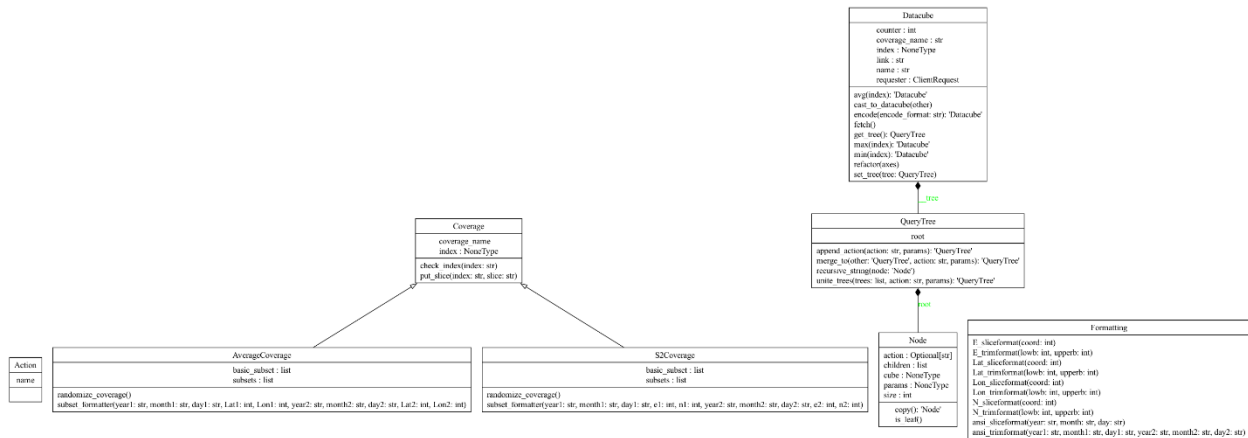 Datacube
counter : int
coverage_name : str
index : NoneType
link : str
name : str
requester : ClientRequest
avg(index): 'Datacube'
cast_to_datacube(other)
encode(encode_format: str): 'Datacube'
fetch()
get_tree(): QueryTree
max(index): 'Datacube'
min(index): 'Datacube'
refactor(axes)
set_tree(tree: QueryTree)
__tree
QueryTree
root
append_action(action: str, params): 'QueryTree'
merge_to(other: 'QueryTree', action: str, params): 'QueryTree'
recursive_string(node: 'Node')
unite_trees(trees: list, action: str, params): 'QueryTree'
root
Coverage
coverage_name
index : NoneType
check_index(index: str)
put_slice(index: str, slice: str)
Action
name
AverageCoverage
basic_subset : list
subsets : list
randomize_coverage()
subset_formatter(year1: str, month1: str, day1: str, Lat1: int, Lon1: int, year2: str, month2: str, day2: str, Lat2: int, Lon2: int)
S2Coverage
basic_subset : list
subsets : list
randomize_coverage()
subset_formatter(year1: str, month1: str, day1: str, e1: int, n1: int, year2: str, month2: str, day2: str, e2: int, n2: int)
Node
action : Optional[str]
children : list
cube : NoneType
params : NoneType
size : int
copy(): 'Node'
is_leaf()
Formatting
E_sliceformat(coord: int)
E_trimformat(lowb: int, upperb: int)
Lat_sliceformat(coord: int)
Lat_trimformat(lowb: int, upperb: int)
Lon_sliceformat(coord: int)
Lon_trimformat(lowb: int, upperb: int)
N_sliceformat(coord: int)
N_trimformat(lowb: int, upperb: int)
ansi_sliceformat(year: str, month: str, day: str)
ansi_trimformat(year1: str, month1: str, day1: str, year2: str, month2: str, day2: str)